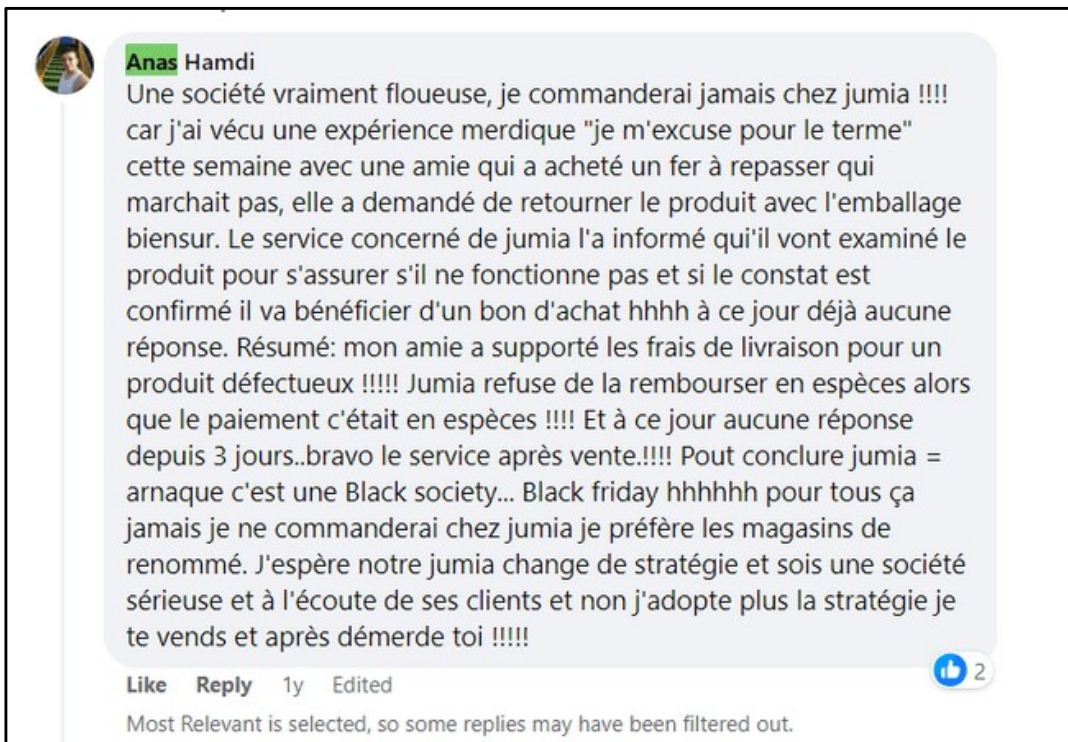 Anas Hamdi
Une société vraiment floueuse, je commanderai jamais chez jumia !!!!
car j'ai vécu une expérience merdique "je m'excuse pour le terme"
cette semaine avec une amie qui a acheté un fer à repasser qui
marchait pas, elle a demandé de retourner le produit avec l'emballage
biensur. Le service concerné de jumia l'a informé qu'il vont examiné le
produit pour s'assurer s'il ne fonctionne pas et si le constat est
confirmé il va bénéficier d'un bon d'achat hhhh à ce jour déjà aucune
réponse. Résumé: mon amie a supporté les frais de livraison pour un
produit défectueux !!!!! Jumia refuse de la rembourser en espèces alors
que le paiement c'était en espèces !!!! Et à ce jour aucune réponse
depuis 3 jours..bravo le service après vente.!!!! Pout conclure jumia =
arnaque c'est une Black society... Black friday hhhhhh pour tous ça
jamais je ne commanderai chez jumia je préfère les magasins de
renommé. J'espère notre jumia change de stratégie et sois une société
sérieuse et à l'écoute de ses clients et non j'adopte plus la stratégie je
te vends et après démerde toi !!!!!
2
Like Reply 1y Edited
Most Relevant is selected, so some replies may have been filtered out.